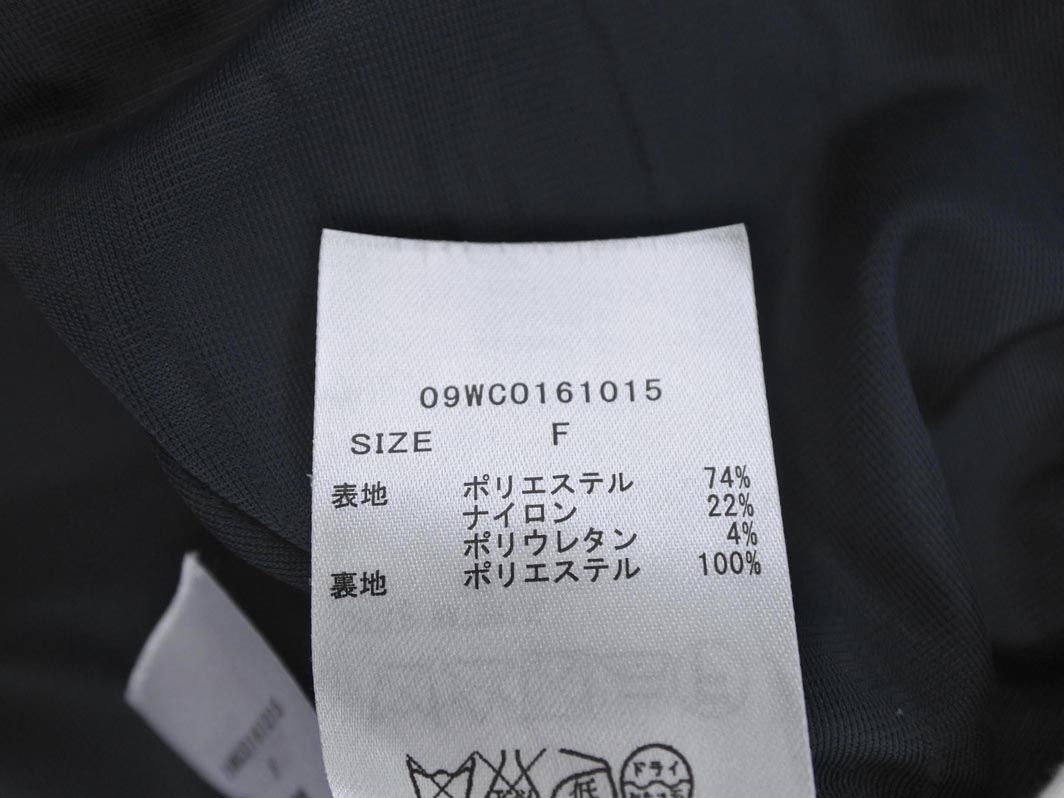 09WC0161015
SIZE F
表地 ポリエステル 74%
ナイロン 22%
ポリウレタン 4%
裏地 ポリエステル 100%
低 ドライ